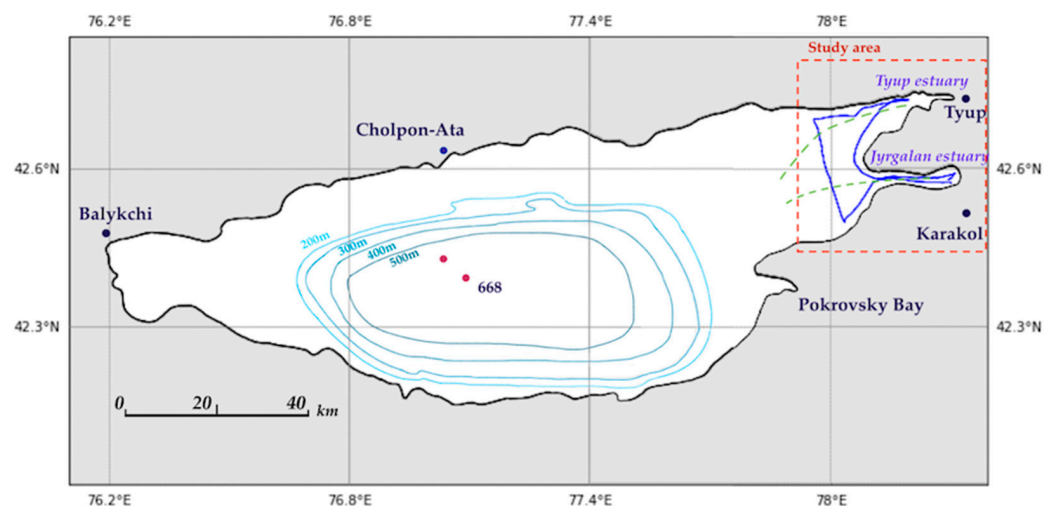 76.2°E 76.8°E 77.4°E 78°E
Study area
Tyup estuary
Tyup
Cholpon-Ata
Jyrgalan estuary
42.6°N 42.6°N
Balykchi
Karakol
200m
300m
400m
500m
668
Pokrovsky Bay
42.3°N 42.3°N
0 20 40 km
76.2°E 76.8°E 77.4°E 78°E